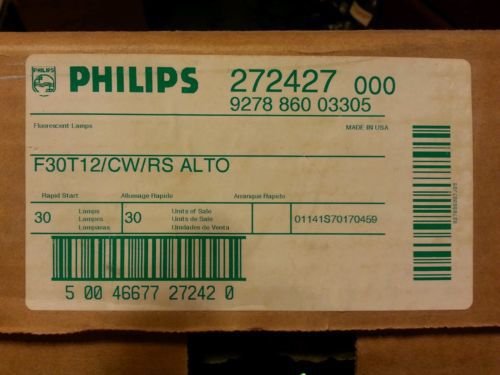 PHILIPS
PHILIPS 272427 000
9278 860 03305
Fluorescent Lamps MADE IN USA
F30T12/CW/RS ALTO
Rapid Start Allumage Rapide Arranque Rapido
30 Lamps Lampes Lamparas 30 Units of Sale Units de Sale Unidades de Venta 01141S70170459
5 00 46677 27242 0